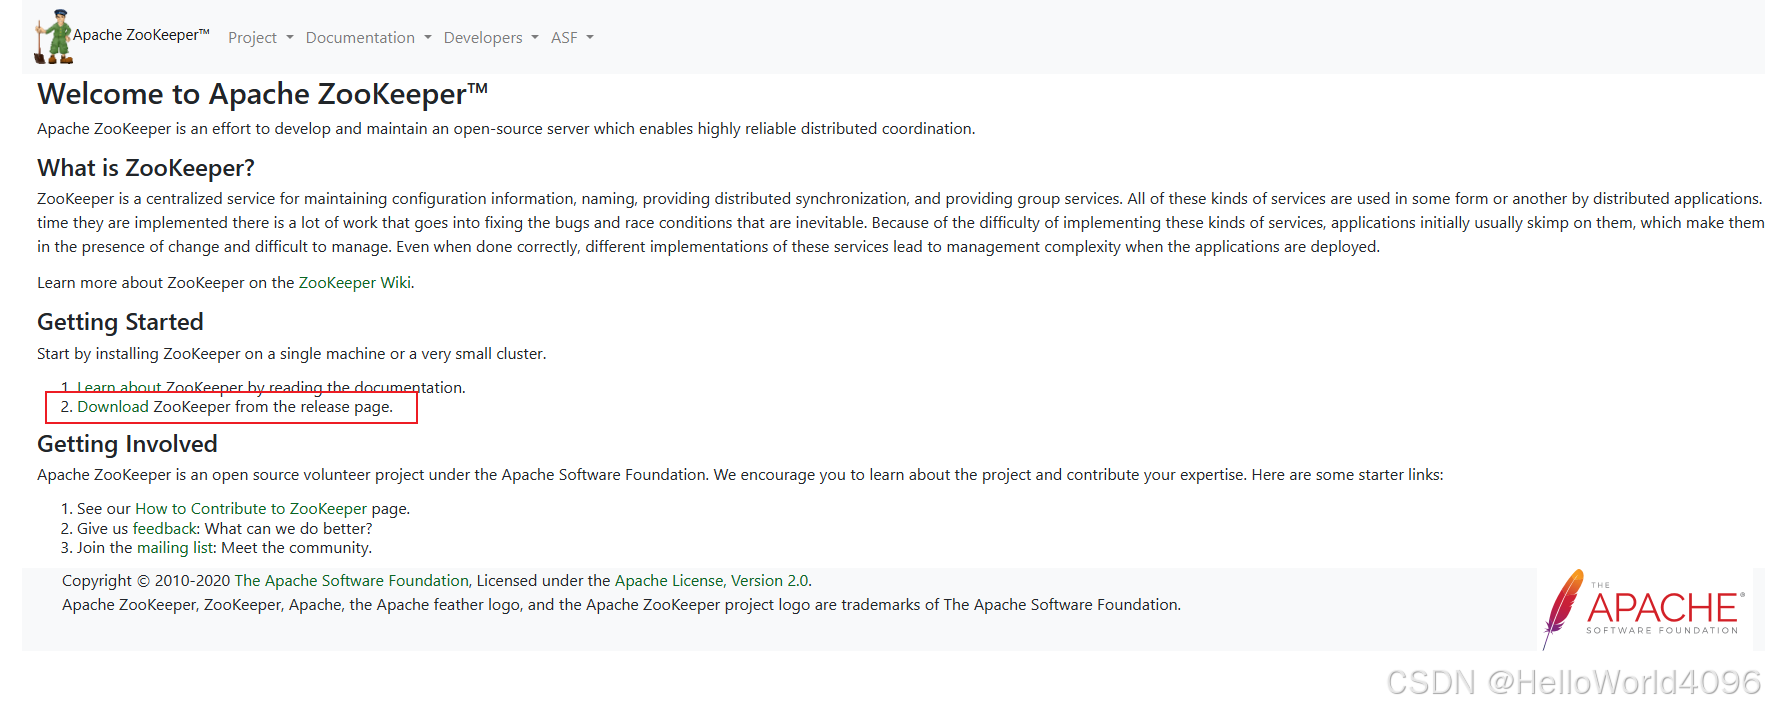 Apache ZooKeeper™ Project Documentation Developers ASF
Welcome to Apache ZooKeeper™
Apache ZooKeeper is an effort to develop and maintain an open-source server which enables highly reliable distributed coordination.
What is ZooKeeper?
ZooKeeper is a centralized service for maintaining configuration information, naming, providing distributed synchronization, and providing group services. All of these kinds of services are used in some form or another by distributed applications.
time they are implemented there is a lot of work that goes into fixing the bugs and race conditions that are inevitable. Because of the difficulty of implementing these kinds of services, applications initially usually skimp on them, which make them
in the presence of change and difficult to manage. Even when done correctly, different implementations of these services lead to management complexity when the applications are deployed.
Learn more about ZooKeeper on the ZooKeeper Wiki.
Getting Started
Start by installing ZooKeeper on a single machine or a very small cluster.
1. Learn about ZooKeeper by reading the documentation.
2. Download ZooKeeper from the release page.
Getting Involved
Apache ZooKeeper is an open source volunteer project under the Apache Software Foundation. We encourage you to learn about the project and contribute your expertise. Here are some starter links:
1. See our How to Contribute to ZooKeeper page.
2. Give us feedback: What can we do better?
3. Join the mailing list: Meet the community.
Copyright © 2010-2020 The Apache Software Foundation, Licensed under the Apache License, Version 2.0.
Apache ZooKeeper, ZooKeeper, Apache, the Apache feather logo, and the Apache ZooKeeper project logo are trademarks of The Apache Software Foundation.
THE
APACHE®
SOFTWARE FOUNDATION
CSDN @HelloWorld4096